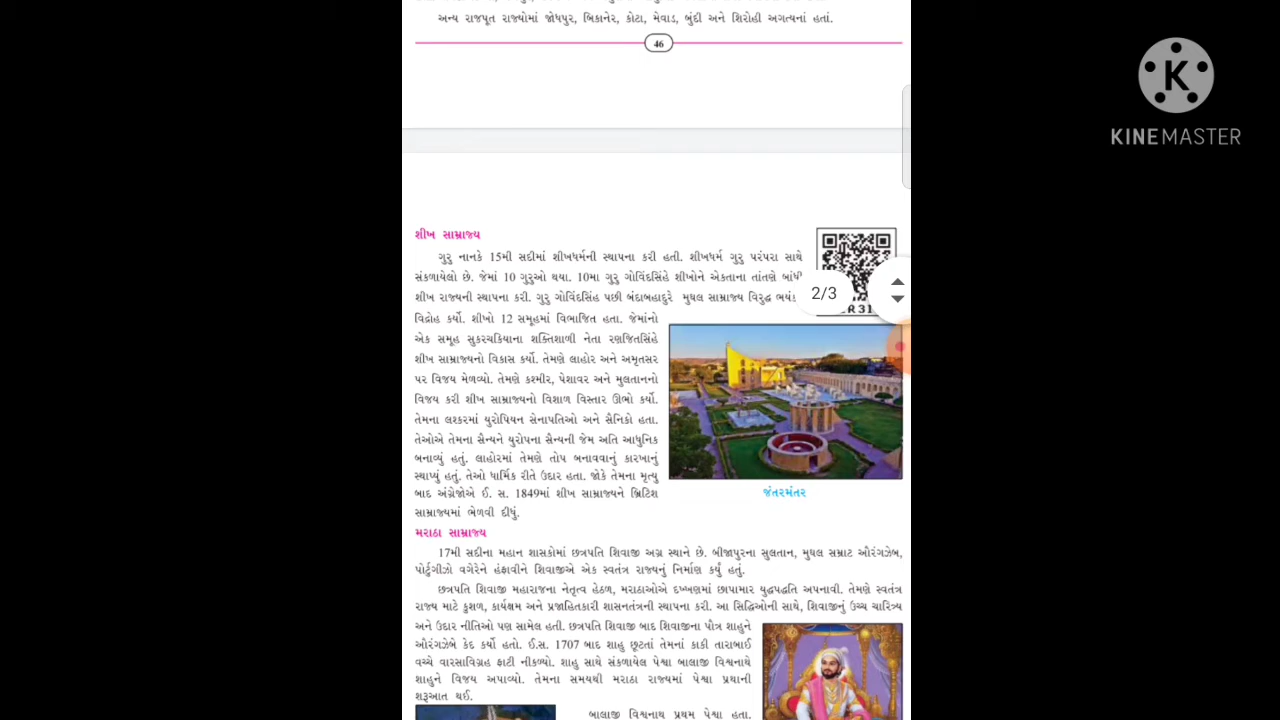 અન્ય રાજપૂત રાજ્યોમાં જોધપુર, બિકાનેર, કોટા, મેવાડ, બુંદી અને શિરોહી અગત્યનાં હતાં.
46
KINEMASTER
શીખ સામ્રાજ્ય
ગુરુ નાનકે 15મી સદીમાં શીખધર્મની સ્થાપના કરી હતી. શીખધર્મ ગુરુ પરંપરા સાથે
સંકળાયેલો છે. જેમાં 10 ગુરુઓ થયા. 10મા ગુરુ ગોવિંદસિંહે શીખોને એકતાના તાંતણે બાંધી
શીખ રાજ્યની સ્થાપના કરી. ગુરુ ગોવિંદસિંહ પછી બંદાબહાદુરે મુઘલ સામ્રાજ્ય વિરુદ્ધ
2/3
વિદ્રોહ કર્યો. શીખો 12 સમૂહમાં વિભાજિત હતા. જેમાંનો
એક સમૂહ સુકરચકિયાના શક્તિશાળી નેતા રણજિતસિંહે
શીખ સામ્રાજ્યનો વિકાસ કર્યો. તેમણે લાહોર અને અમૃતસર
પર વિજય મેળવ્યો. તેમણે કશ્મીર, પેશાવર અને મુલતાનનો
વિજય કરી શીખ સામ્રાજ્યનો વિશાળ વિસ્તાર ઊભો કર્યો.
તેમના લશ્કરમાં યુરોપિયન સેનાપતિઓ અને સૈનિકો હતા.
તેઓએ તેમના સૈન્યને યુરોપના સૈન્યની જેમ અતિ આધુનિક
બનાવ્યું હતું. લાહોરમાં તેમણે તોપ બનાવવાનું કારખાનું
સ્થાપ્યું હતું. તેઓ ધાર્મિક રીતે ઉદાર હતા. જોકે તેમના મૃત્યુ
બાદ અંગ્રેજોએ ઈ. સ. 1849માં શીખ સામ્રાજ્યને બ્રિટિશ
સામ્રાજ્યમાં ભેળવી દીધું.
જંતરમંતર
મરાઠા સામ્રાજ્ય
17મી સદીના મહાન શાસકોમાં છત્રપતિ શિવાજી અગ્ર સ્થાને છે. બીજાપુરના સુલતાન, મુઘલ સમ્રાટ ઔરંગઝેબ,
પોર્ટુગીઝો વગેરેને હંફાવીને શિવાજીએ એક સ્વતંત્ર રાજ્યનું નિર્માણ કર્યું હતું.
છત્રપતિ શિવાજી મહારાજના નેતૃત્વ હેઠળ, મરાઠાઓએ દખ્ખણમાં છાપામાર યુદ્ધપદ્ધતિ અપનાવી. તેમણે સ્વતંત્ર
રાજ્ય માટે કુશળ, કાર્યક્ષમ અને પ્રજાહિતકારી શાસનતંત્રની સ્થાપના કરી. આ સિદ્ધિઓની સાથે, શિવાજીનું ઉચ્ચ ચારિત્ર્ય
અને ઉદાર નીતિઓ પણ સામેલ હતી. છત્રપતિ શિવાજી બાદ શિવાજીના પૌત્ર શાહુને
ઔરંગઝેબે કેદ કર્યો હતો. ઈ.સ. 1707 બાદ શાહુ છૂટતાં તેમનાં કાકી તારાબાઈ
વચ્ચે વારસાવિગ્રહ ફાટી નીકળ્યો. શાહુ સાથે સંકળાયેલ પેશ્વા બાલાજી વિશ્વનાથે
શાહુને વિજય અપાવ્યો. તેમના સમયથી મરાઠા રાજ્યમાં પેશ્વા પ્રથાની
શરૂઆત થઈ.
બાલાજી વિશ્વનાથ પ્રથમ પેશ્વા હતા.